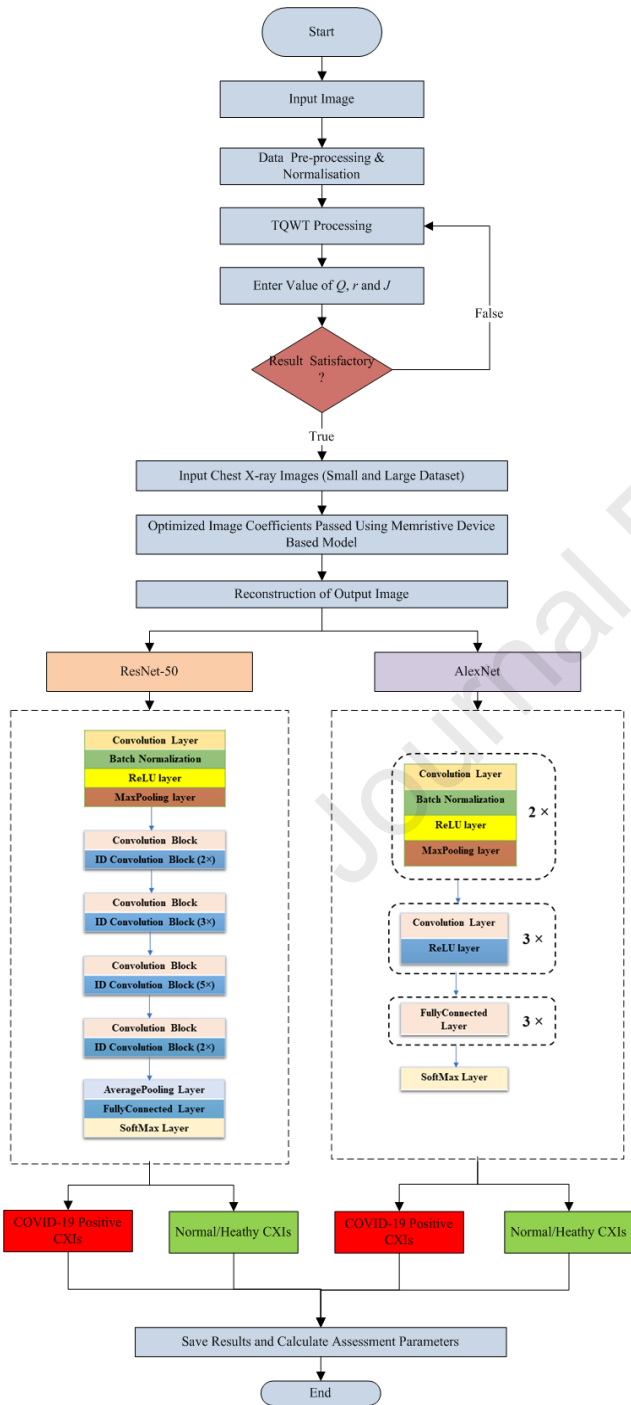 Start
Input Image
Data Pre-processing &
Normalisation
TQWT Processing
Enter Value of Q, r and J
False
Result Satisfactory
?
True
Input Chest X-ray Images (Small and Large Dataset)
Optimized Image Coefficients Passed Using Memristive Device
Based Model
Reconstruction of Output Image
ResNet-50
Convolution Layer
Batch Normalization
ReLU layer
MaxPooling layer
Convolution Block
ID Convolution Block (2×)
Convolution Block
ID Convolution Block (3×)
Convolution Block
ID Convolution Block (5×)
Convolution Block
ID Convolution Block (2×)
AveragePooling Layer
FullyConnected Layer
SoftMax Layer
AlexNet
Convolution Layer
Batch Normalization
ReLU layer
MaxPooling layer
2 ×
Convolution Layer
ReLU layer
3 ×
FullyConnected
Layer
3 ×
SoftMax Layer
COVID-19 Positive
CXIs
Normal/Heathy CXIs
COVID-19 Positive
CXIs
Normal/Heathy CXIs
Save Results and Calculate Assessment Parameters
End
Journal